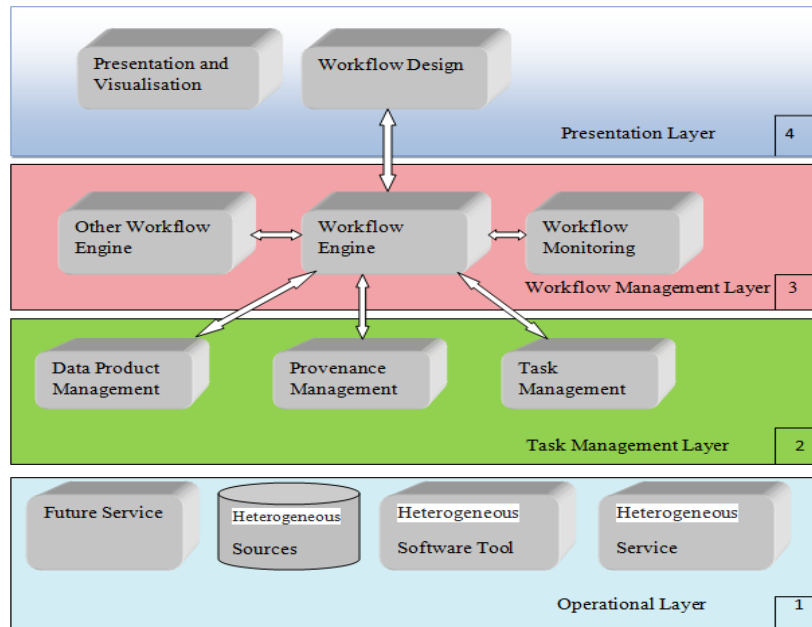 Presentation and
Visualisation
Workflow Design
Presentation Layer
4
Other Workflow
Engine
Workflow
Engine
Workflow
Monitoring
Workflow Management Layer
3
Data Product
Management
Provenance
Management
Task
Management
Task Management Layer
2
Future Service
Heterogeneous
Sources
Heterogeneous
Software Tool
Heterogeneous
Service
Operational Layer
1